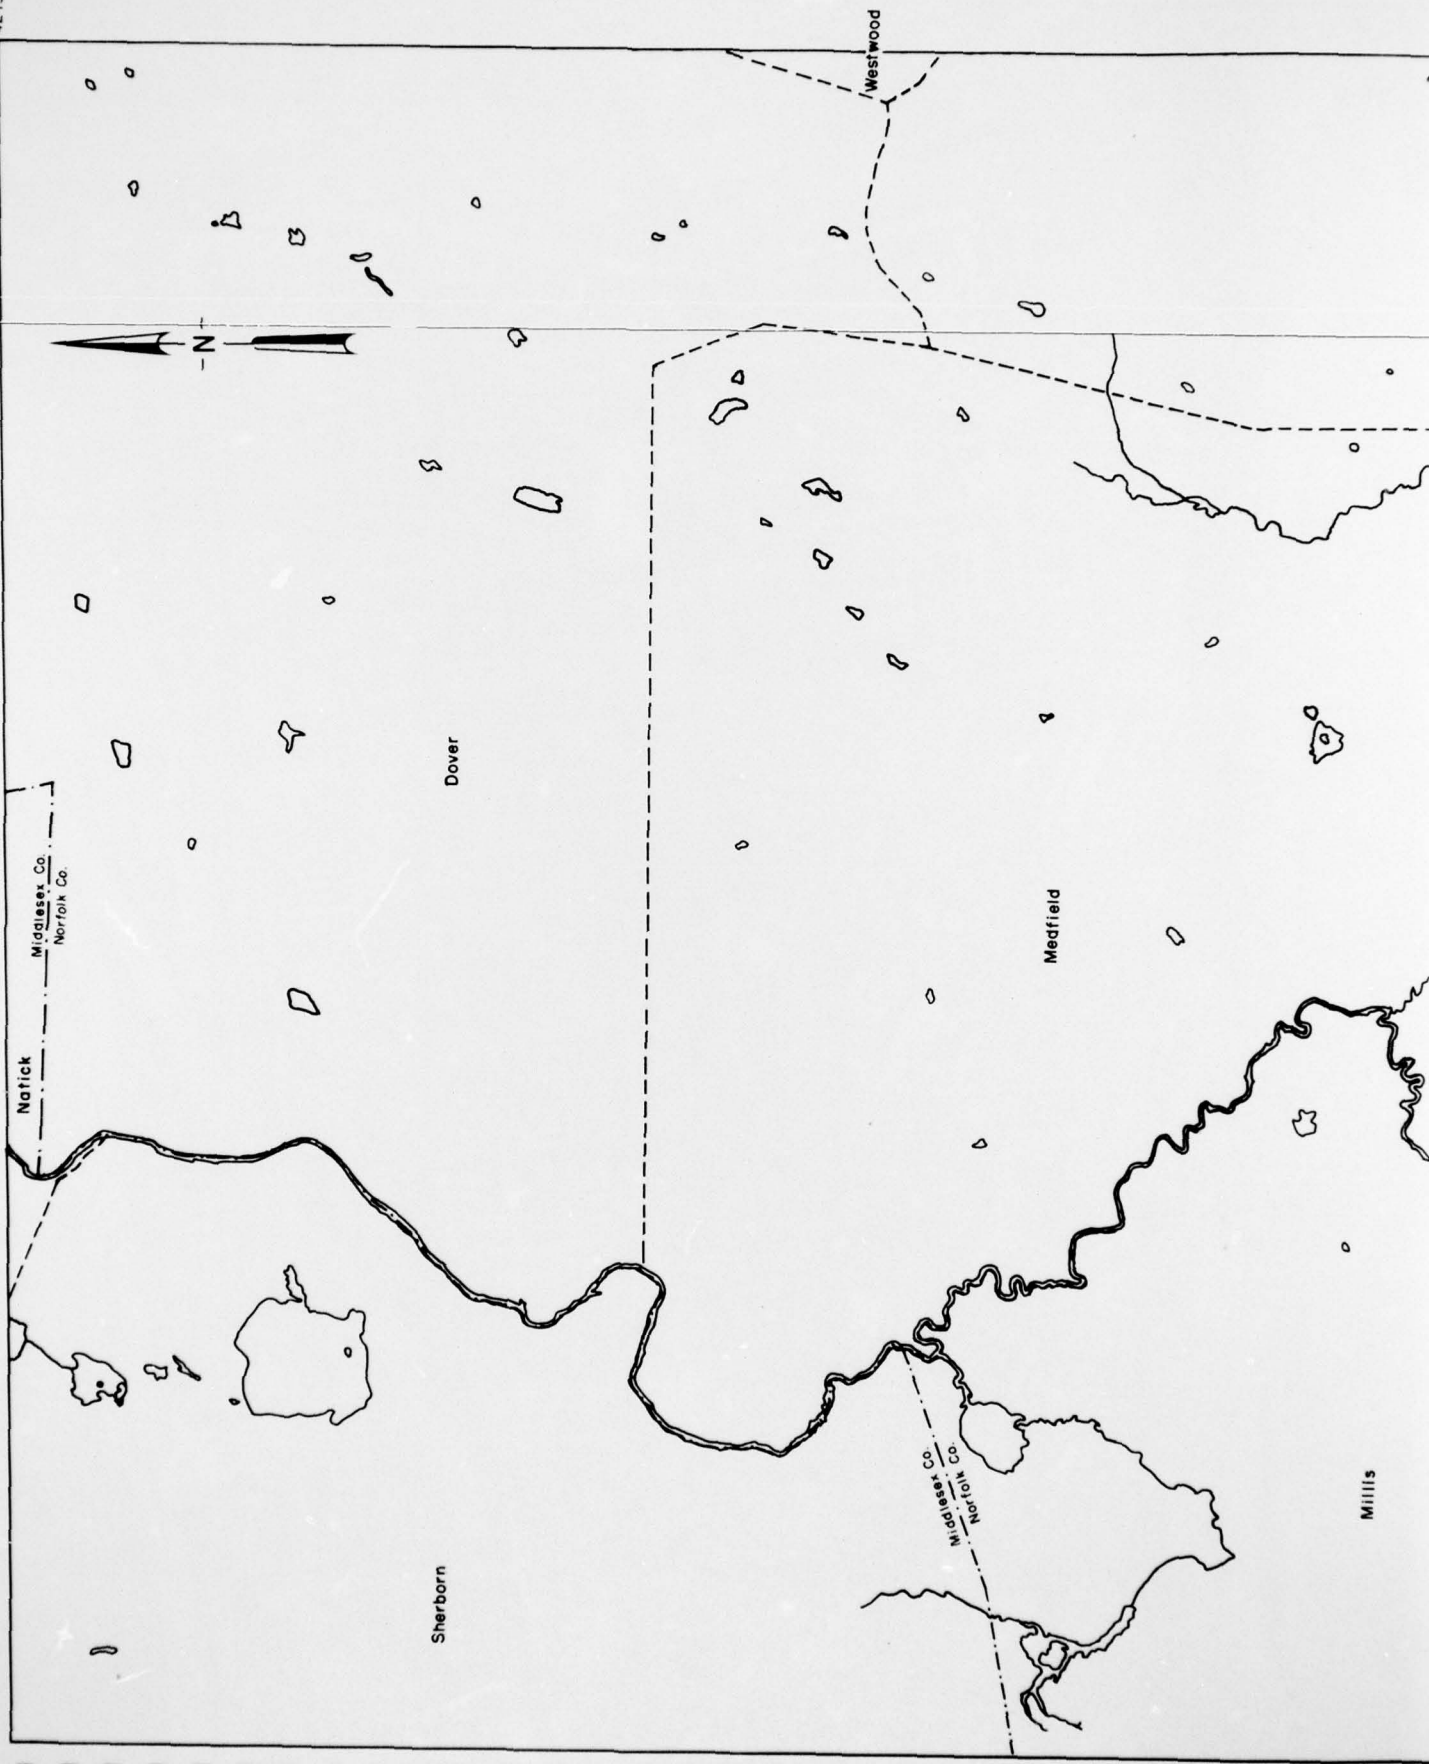 Westwood
N
Natick
Middlesex Co.
Norfolk Co.
Dover
Medfield
Sherborn
Middlesex Co.
Norfolk Co.
Millis